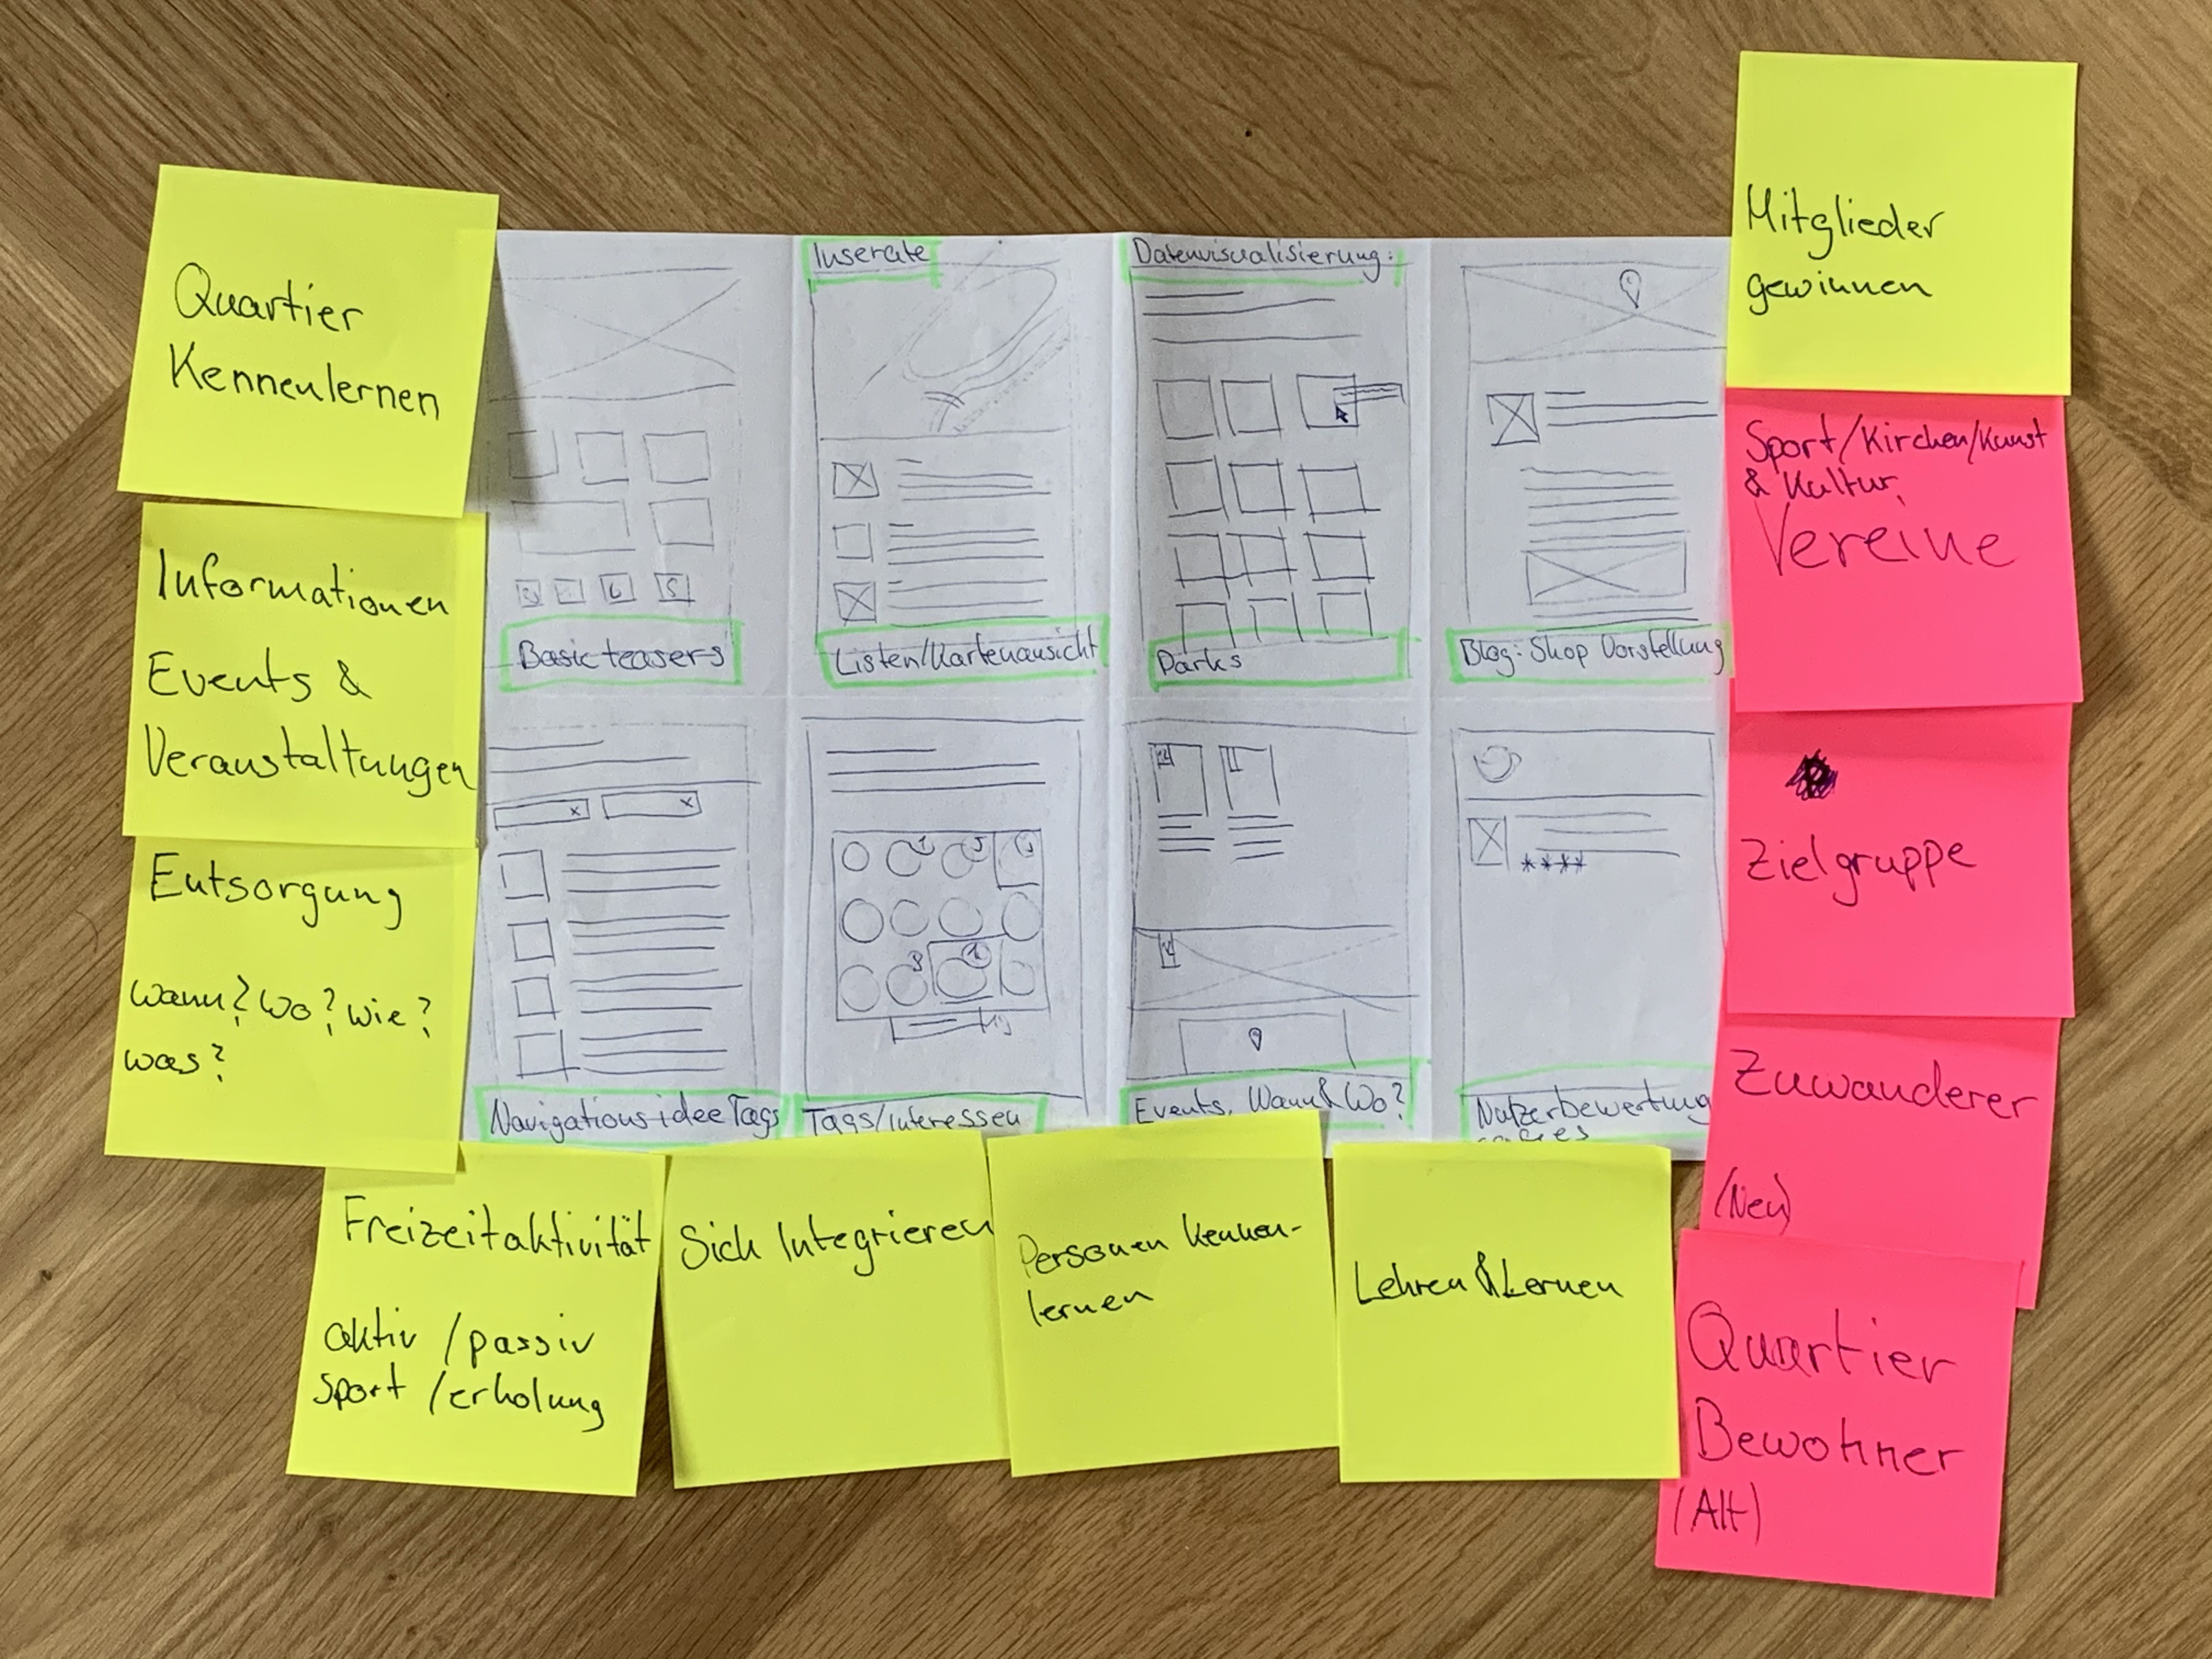 Quartier
Kennenlernen
Informationen
Events &
Veranstaltungen
Entsorgung
Wann? Wo? Wie?
was?
Inserate
Datenvisualisierung:
Basic teasers
Listen/Kartenansicht
Parks
Blog: Shop Vorstellung
Navigationsidee Tags
Tags/Interessen
Events, Wann & Wo?
Nutzerbewertung
Freizeitaktivität
aktiv / passiv
Sport / erholung
Sich Integrieren
Personen kennen-
lernen
Lehren & Lernen
Mitglieder
gewinnen
Sport/Kirchen/Kunst
& Kultur,
Vereine
Zielgruppe
Zuwanderer
(Neu)
Quartier
Bewohner
(Alt)